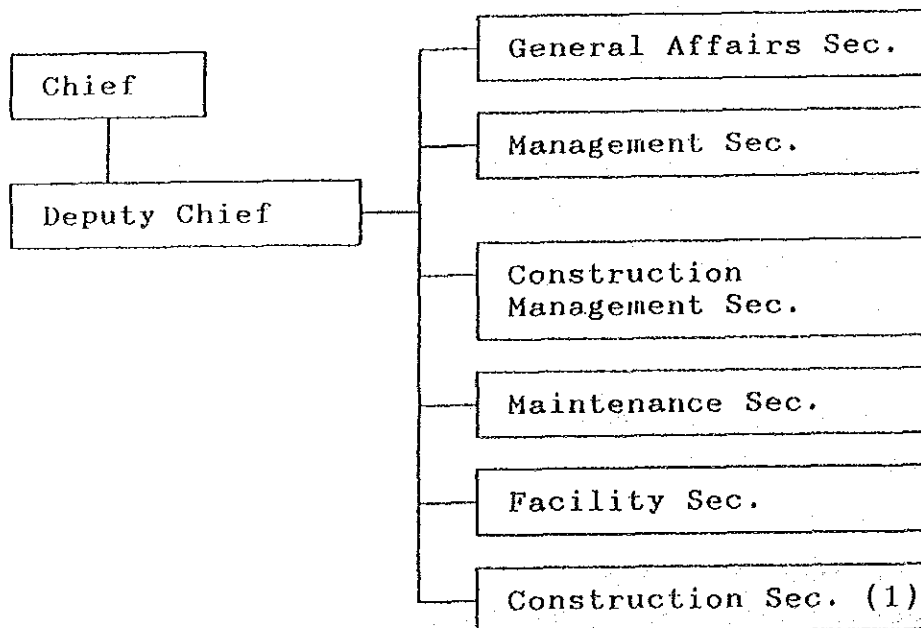 Chief
Deputy Chief
General Affairs Sec.
Management Sec.
Construction
Management Sec.
Maintenance Sec.
Facility Sec.
Construction Sec. (1)